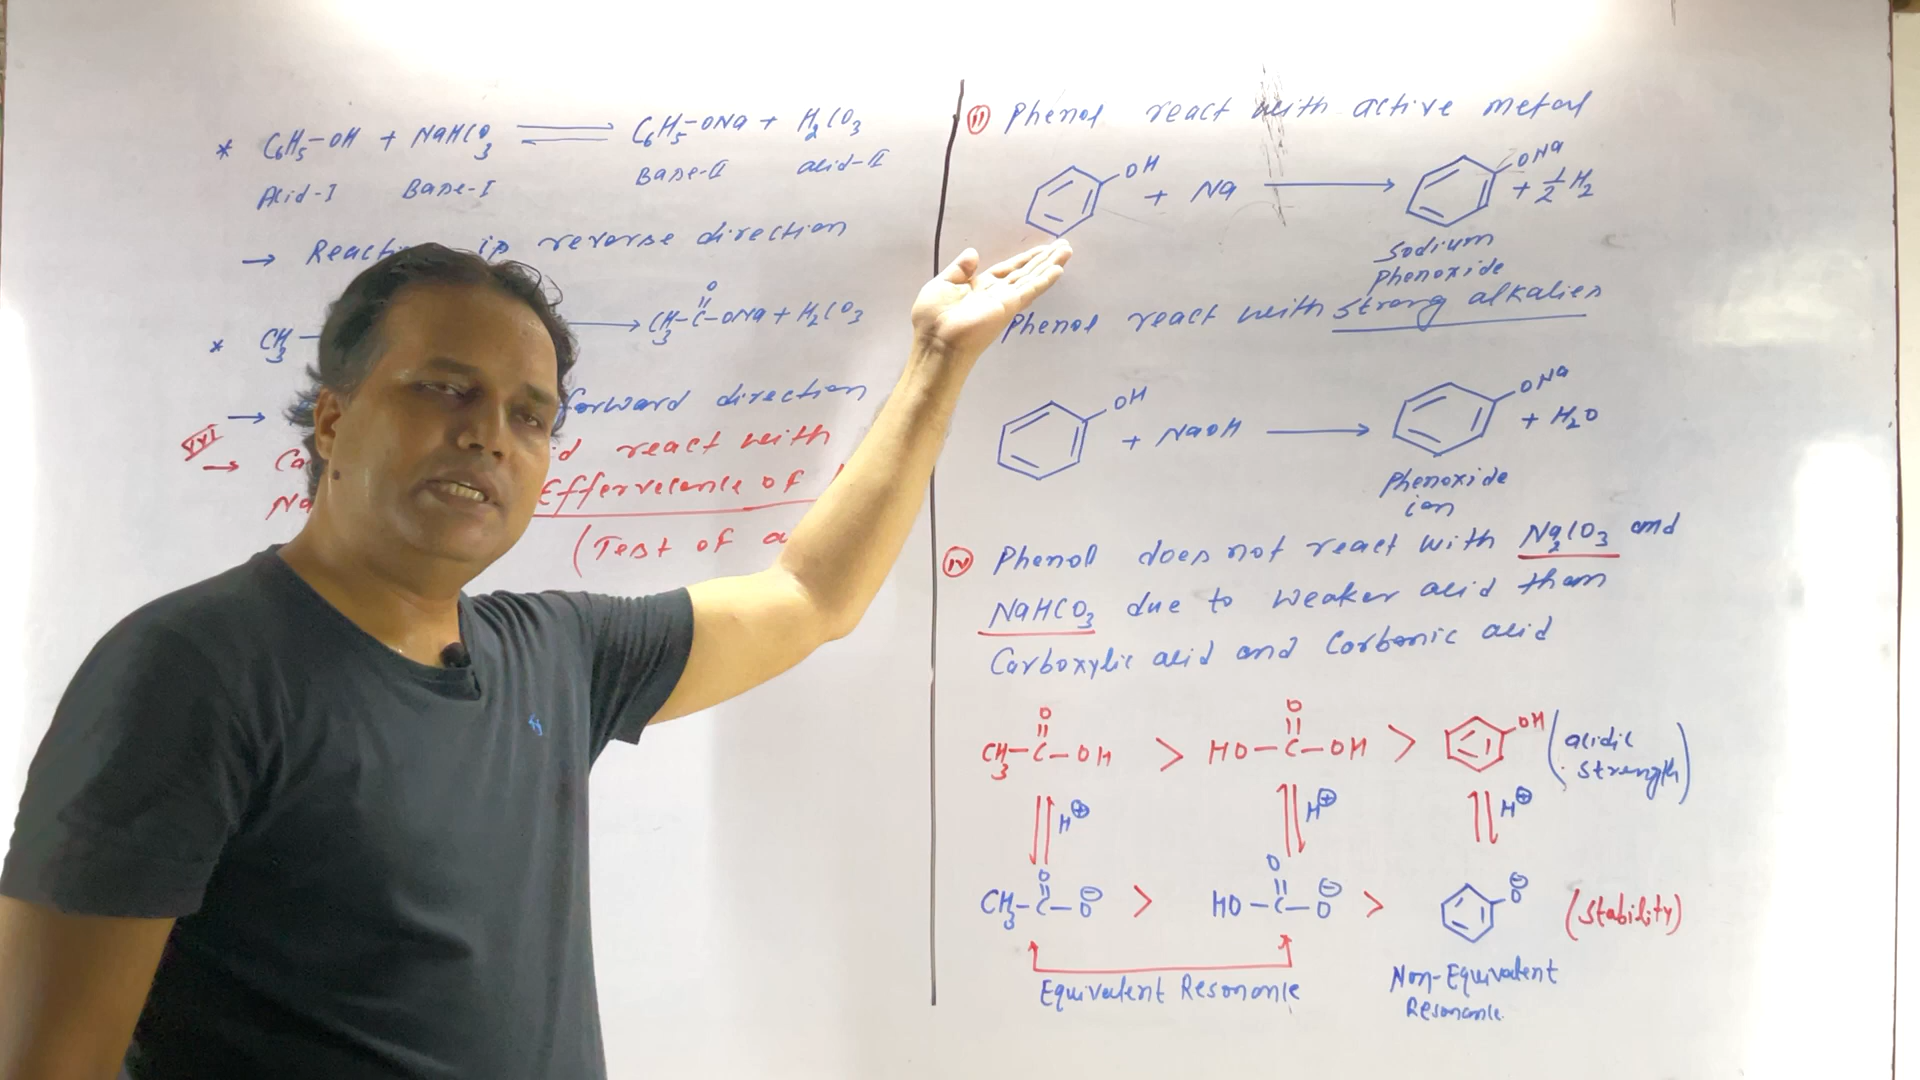 * C6H5-OH + NaHCO3 ⇌ C6H5-ONa + H2CO3
Acid-I Base-I Base-II acid-II
→ Reacti in reverse direction
* CH3- → CH3-C-ONa + H2CO3
O
→ forward direction
VVI
→ Ca id react with
Na Effervelence of
(Test of a
(ii) Phenol react with active metal
OH + Na → ONa + 1/2 H2
Sodium
Phenoxide
Phenol react with strong alkalies
OH + NaOH → ONa + H2O
Phenoxide
ion
(iv) Phenol does not react with Na2CO3 and
NaHCO3 due to weaker acid than
Carboxylic acid and Carbonic acid
O O
CH3-C-OH > HO-C-OH > OH (acidic
strength)
H⊕ H⊕ H⊕
O O
CH3-C-O⊖ > HO-C-O⊖ > O⊖ (Stability)
Equivalent Resonance
Non-Equivalent
Resonance